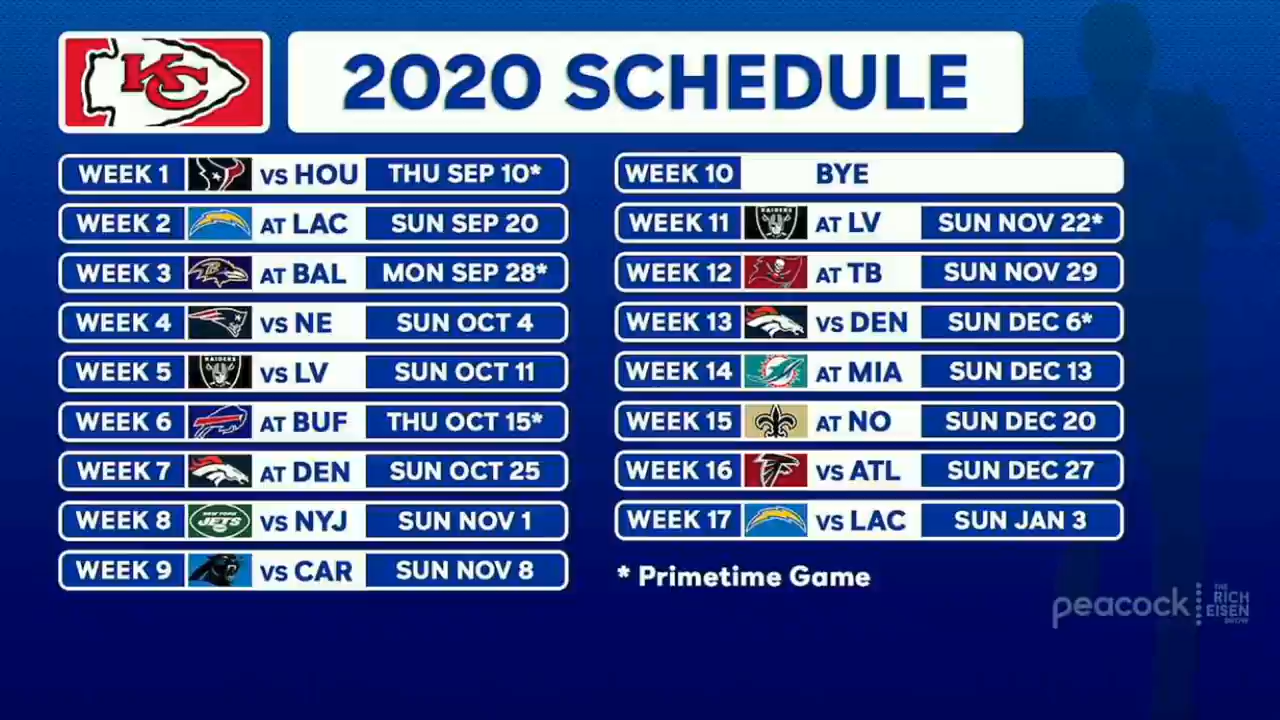 KC
2020 SCHEDULE
WEEK 1 VS HOU THU SEP 10*
WEEK 2 AT LAC SUN SEP 20
WEEK 3 AT BAL MON SEP 28*
WEEK 4 VS NE SUN OCT 4
WEEK 5 RAIDERS VS LV SUN OCT 11
WEEK 6 AT BUF THU OCT 15*
WEEK 7 AT DEN SUN OCT 25
WEEK 8 NEW YORK JETS VS NYJ SUN NOV 1
WEEK 9 VS CAR SUN NOV 8
WEEK 10 BYE
WEEK 11 RAIDERS AT LV SUN NOV 22*
WEEK 12 AT TB SUN NOV 29
WEEK 13 VS DEN SUN DEC 6*
WEEK 14 AT MIA SUN DEC 13
WEEK 15 AT NO SUN DEC 20
WEEK 16 VS ATL SUN DEC 27
WEEK 17 VS LAC SUN JAN 3
* Primetime Game
peacock
THE
RICH
EISEN
SHOW